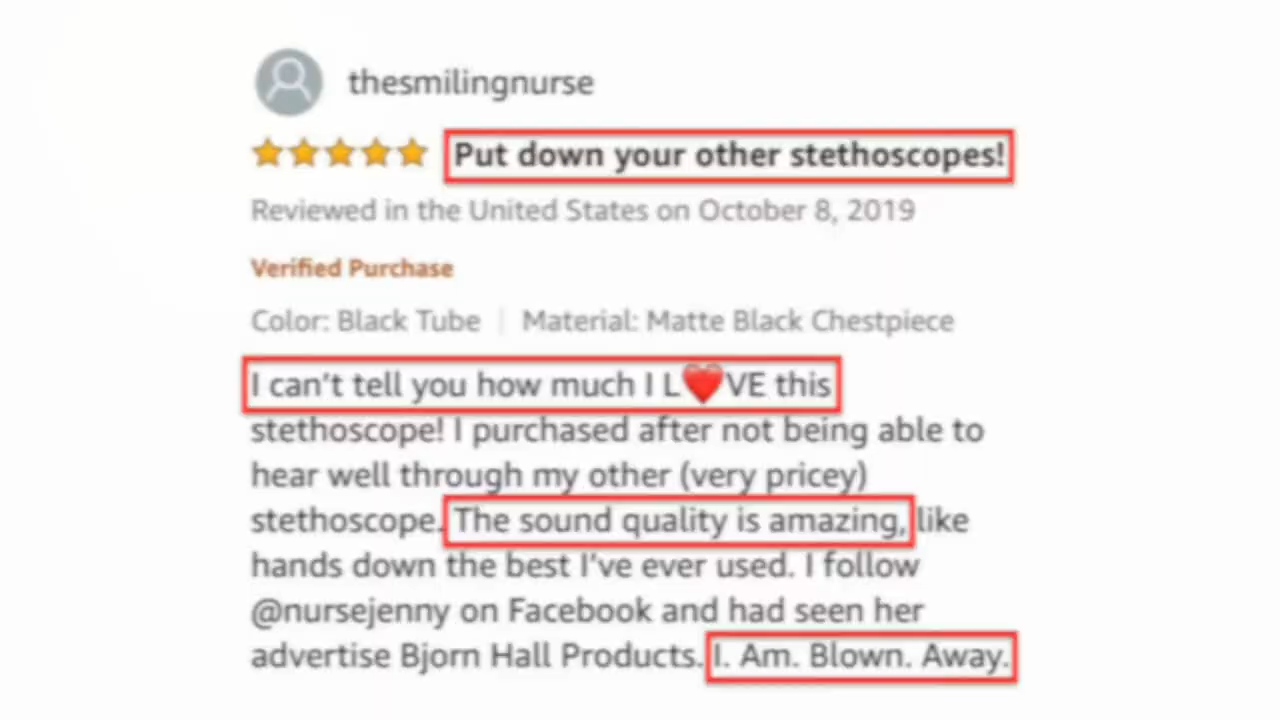 thesmilingnurse
Put down your other stethoscopes!
Reviewed in the United States on October 8, 2019
Verified Purchase
Color: Black Tube | Material: Matte Black Chestpiece
I can't tell you how much I L❤️VE this
stethoscope! I purchased after not being able to
hear well through my other (very pricey)
stethoscope. The sound quality is amazing, like
hands down the best I've ever used. I follow
@nursejenny on Facebook and had seen her
advertise Bjorn Hall Products. I. Am. Blown. Away.